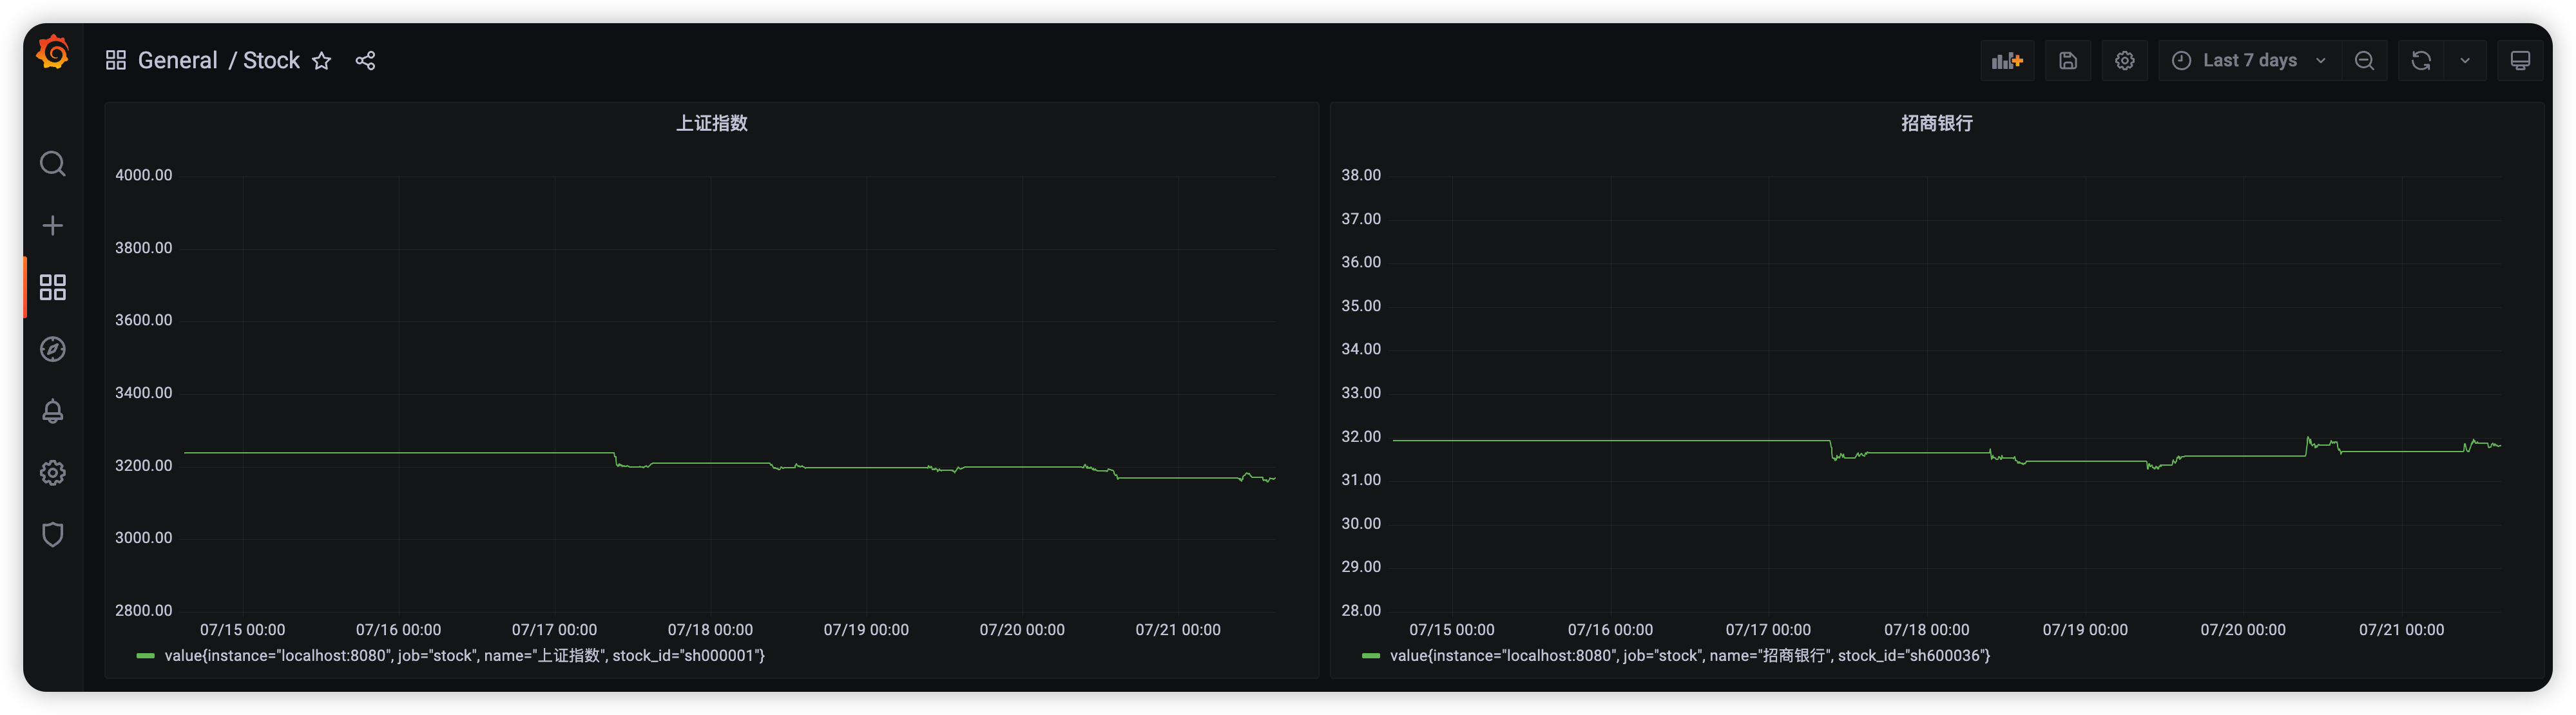 General / Stock
Last 7 days
上证指数
4000.00
3800.00
3600.00
3400.00
3200.00
3000.00
2800.00
07/15 00:00 07/16 00:00 07/17 00:00 07/18 00:00 07/19 00:00 07/20 00:00 07/21 00:00
value{instance="localhost:8080", job="stock", name="上证指数", stock_id="sh000001"}
招商银行
38.00
37.00
36.00
35.00
34.00
33.00
32.00
31.00
30.00
29.00
28.00
07/15 00:00 07/16 00:00 07/17 00:00 07/18 00:00 07/19 00:00 07/20 00:00 07/21 00:00
value{instance="localhost:8080", job="stock", name="招商银行", stock_id="sh600036"}